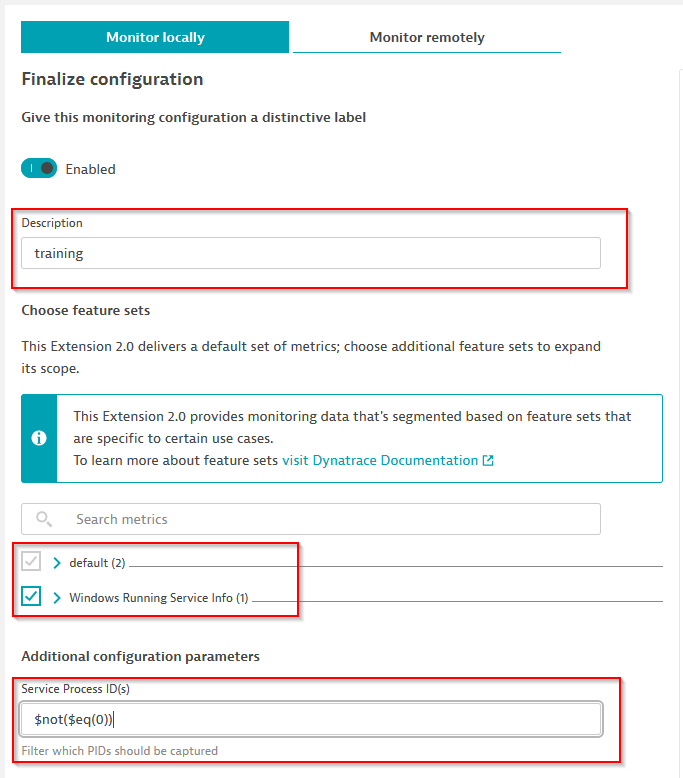 Monitor locally
Monitor remotely
Finalize configuration
Give this monitoring configuration a distinctive label
Enabled
Description
training
Choose feature sets
This Extension 2.0 delivers a default set of metrics; choose additional feature sets to expand
its scope.
This Extension 2.0 provides monitoring data that's segmented based on feature sets that
are specific to certain use cases.
To learn more about feature sets visit Dynatrace Documentation
Search metrics
default (2)
Windows Running Service Info (1)
Additional configuration parameters
Service Process ID(s)
$not($eq(0))
Filter which PIDs should be captured